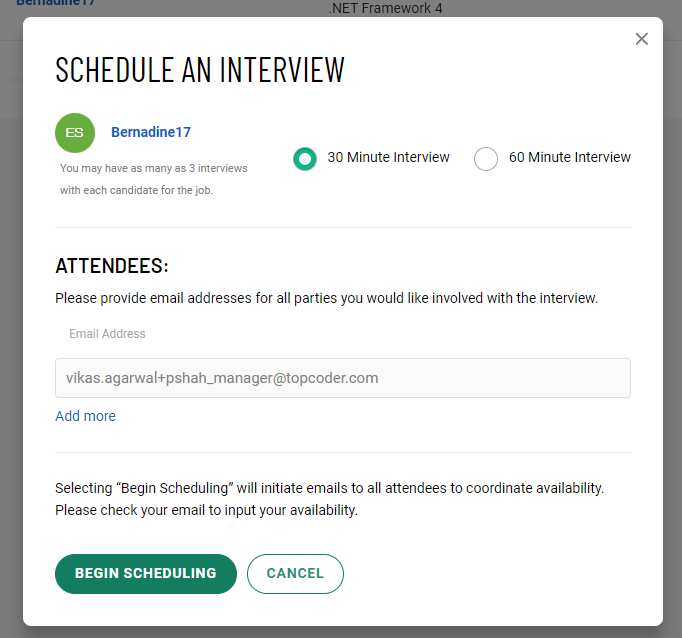 Bernadine17
.NET Framework 4
SCHEDULE AN INTERVIEW
ES
Bernadine17
You may have as many as 3 interviews
with each candidate for the job.
30 Minute Interview
60 Minute Interview
ATTENDEES:
Please provide email addresses for all parties you would like involved with the interview.
Email Address
vikas.agarwal+pshah_manager@topcoder.com
Add more
Selecting “Begin Scheduling” will initiate emails to all attendees to coordinate availability.
Please check your email to input your availability.
BEGIN SCHEDULING
CANCEL